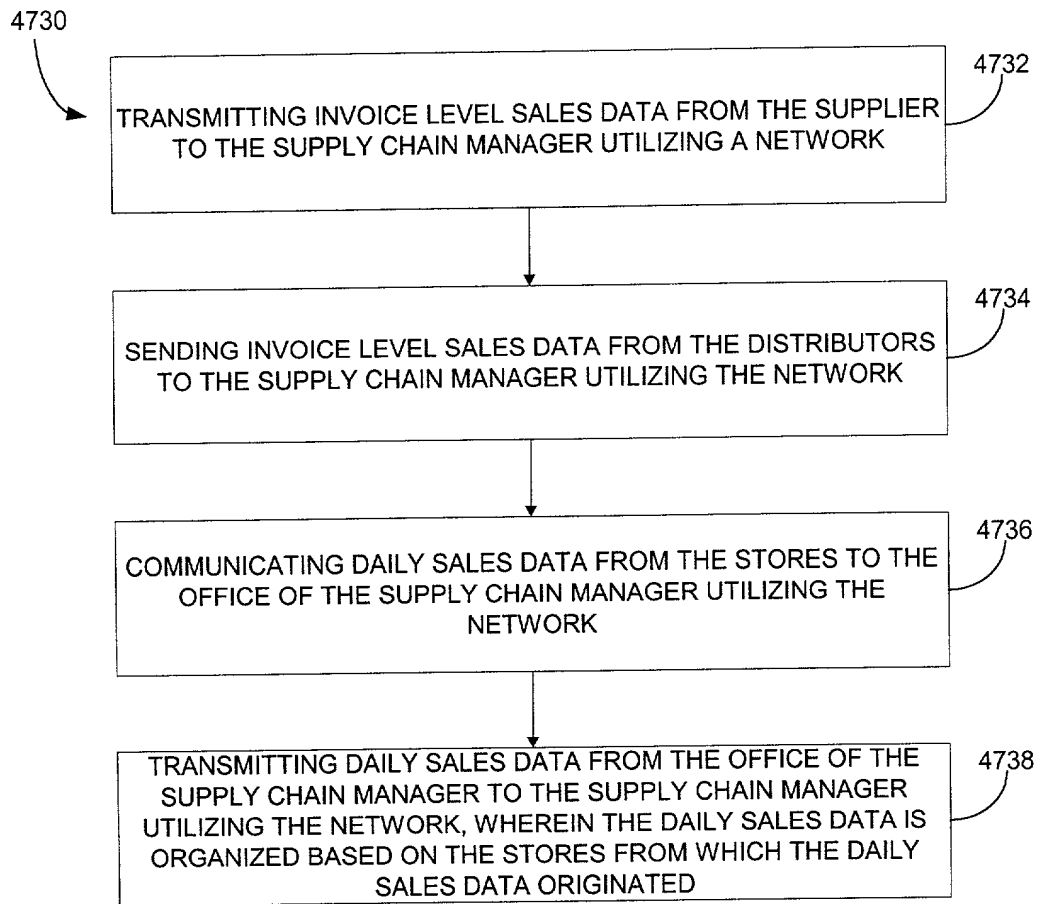 4730
4732
TRANSMITTING INVOICE LEVEL SALES DATA FROM THE SUPPLIER
TO THE SUPPLY CHAIN MANAGER UTILIZING A NETWORK
4734
SENDING INVOICE LEVEL SALES DATA FROM THE DISTRIBUTORS
TO THE SUPPLY CHAIN MANAGER UTILIZING THE NETWORK
4736
COMMUNICATING DAILY SALES DATA FROM THE STORES TO THE
OFFICE OF THE SUPPLY CHAIN MANAGER UTILIZING THE
NETWORK
4738
TRANSMITTING DAILY SALES DATA FROM THE OFFICE OF THE
SUPPLY CHAIN MANAGER TO THE SUPPLY CHAIN MANAGER
UTILIZING THE NETWORK, WHEREIN THE DAILY SALES DATA IS
ORGANIZED BASED ON THE STORES FROM WHICH THE DAILY
SALES DATA ORIGINATED